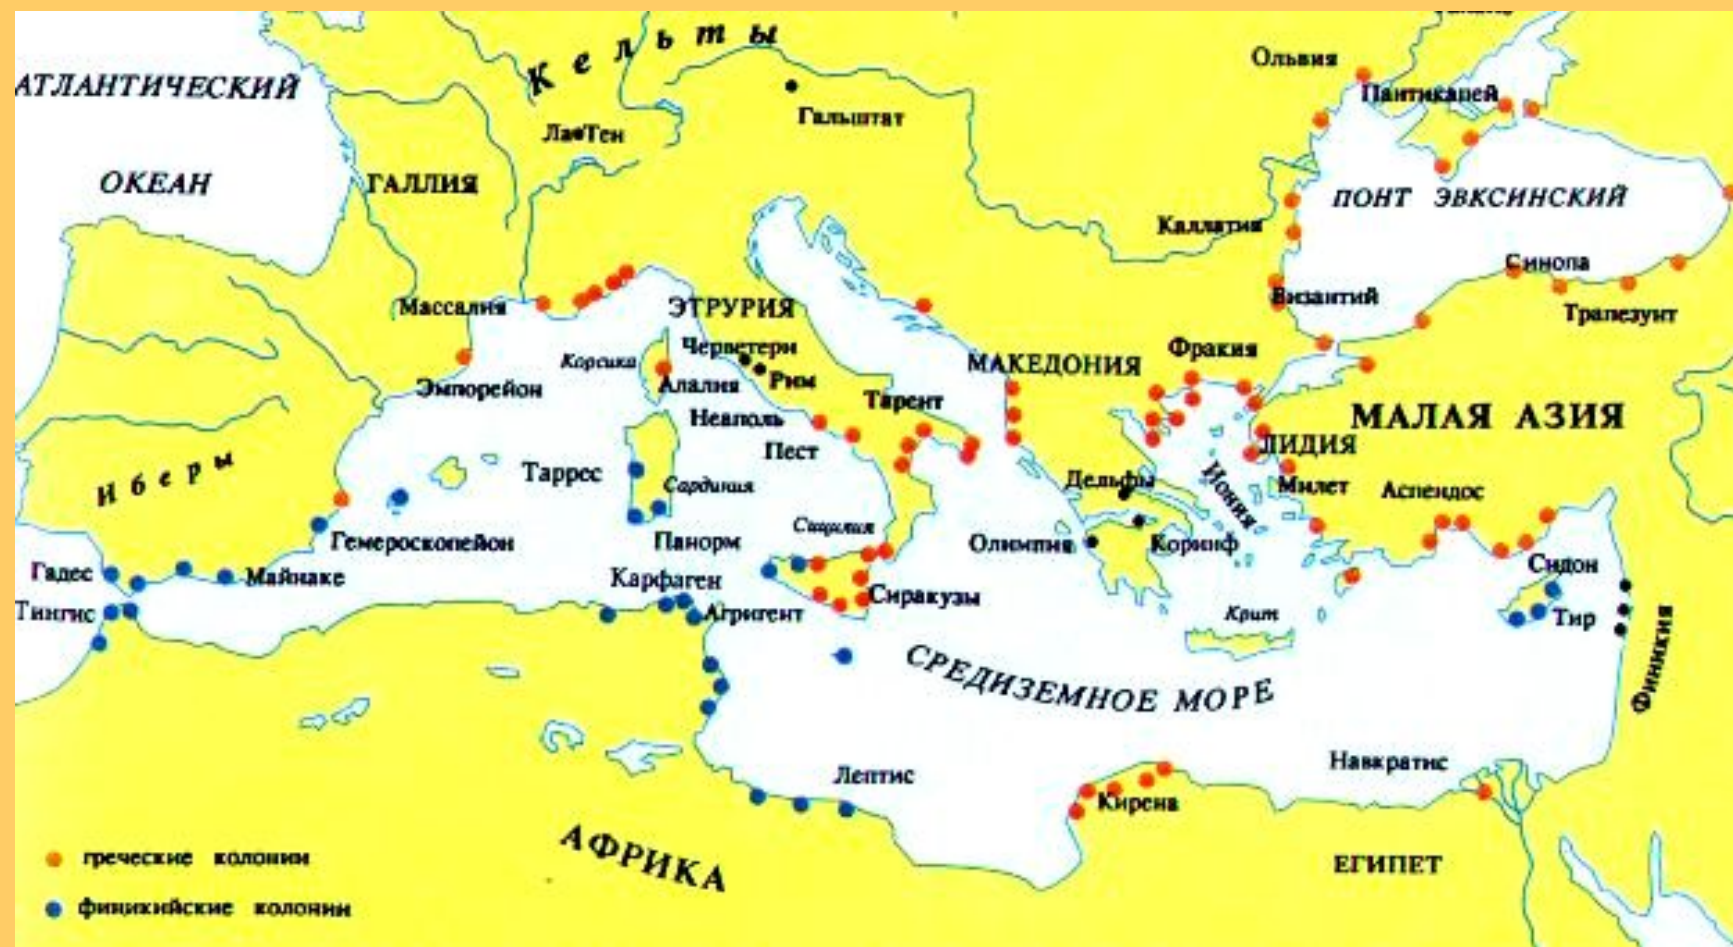 Кельты
Ольвия
АТЛАНТИЧЕСКИЙ
Пантикапей
Гальштат
Ла Тен
ОКЕАН
ГАЛЛИЯ
ПОНТ ЭВКСИНСКИЙ
Каллатия
Синопа
Массалия
ЭТРУРИЯ
Византий
Трапезунт
Корсика
Черветери
МАКЕДОНИЯ
Фракия
Эмпорейон
Алалия
Рим
Неаполь
Тарент
МАЛАЯ АЗИЯ
Иберы
Таррес
Пест
ЛИДИЯ
Сардиния
Дельфы
Иония
Милет
Аспендос
Гемероскопейон
Панорм
Сицилия
Олимпия
Коринф
Гадес
Майнаке
Карфаген
Сидон
Тингис
Агригент
Сиракузы
Крит
Тир
Финикия
СРЕДИЗЕМНОЕ МОРЕ
Лептис
Навкратис
Кирена
АФРИКА
ЕГИПЕТ
греческие колонии
финикийские колонии